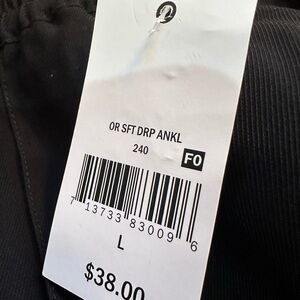 OR SFT DRP ANKL
240
F0
7 13733 83009 6
L
$38.00